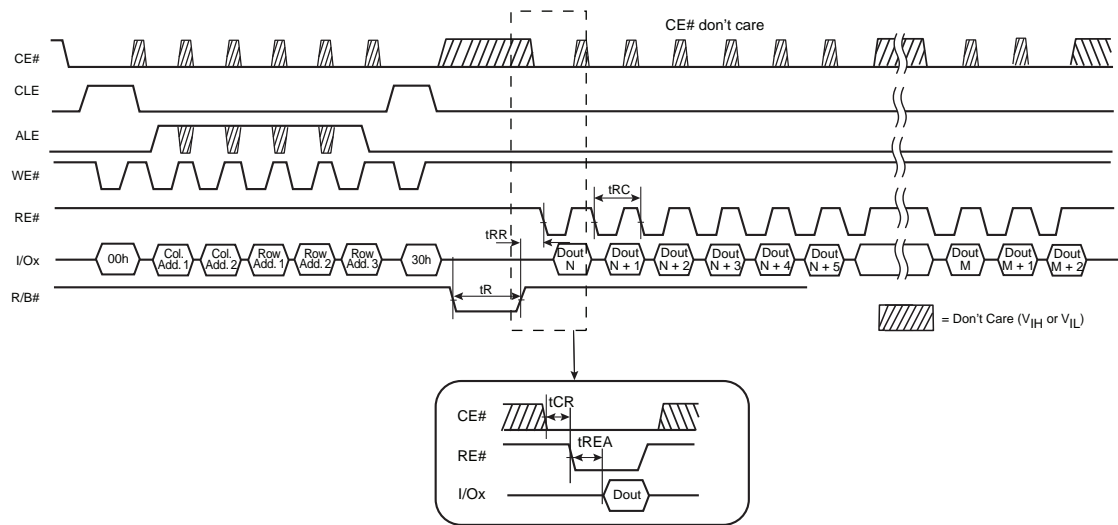 CE# don't care
CE#
CLE
ALE
WE#
tRC
RE#
tRR
I/Ox
00h
Col. Add. 1
Col. Add. 2
Row Add. 1
Row Add. 2
Row Add. 3
30h
Dout N
Dout N + 1
Dout N + 2
Dout N + 3
Dout N + 4
Dout N + 5
Dout M
Dout M + 1
Dout M + 2
tR
R/B#
= Don't Care (VIH or VIL)
tCR
CE#
tREA
RE#
I/Ox
Dout